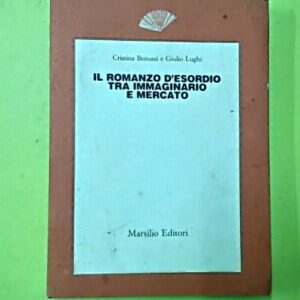 Cristina Benussi e Giulio Lughi
IL ROMANZO D'ESORDIO
TRA IMMAGINARIO
E MERCATO
Marsilio Editori